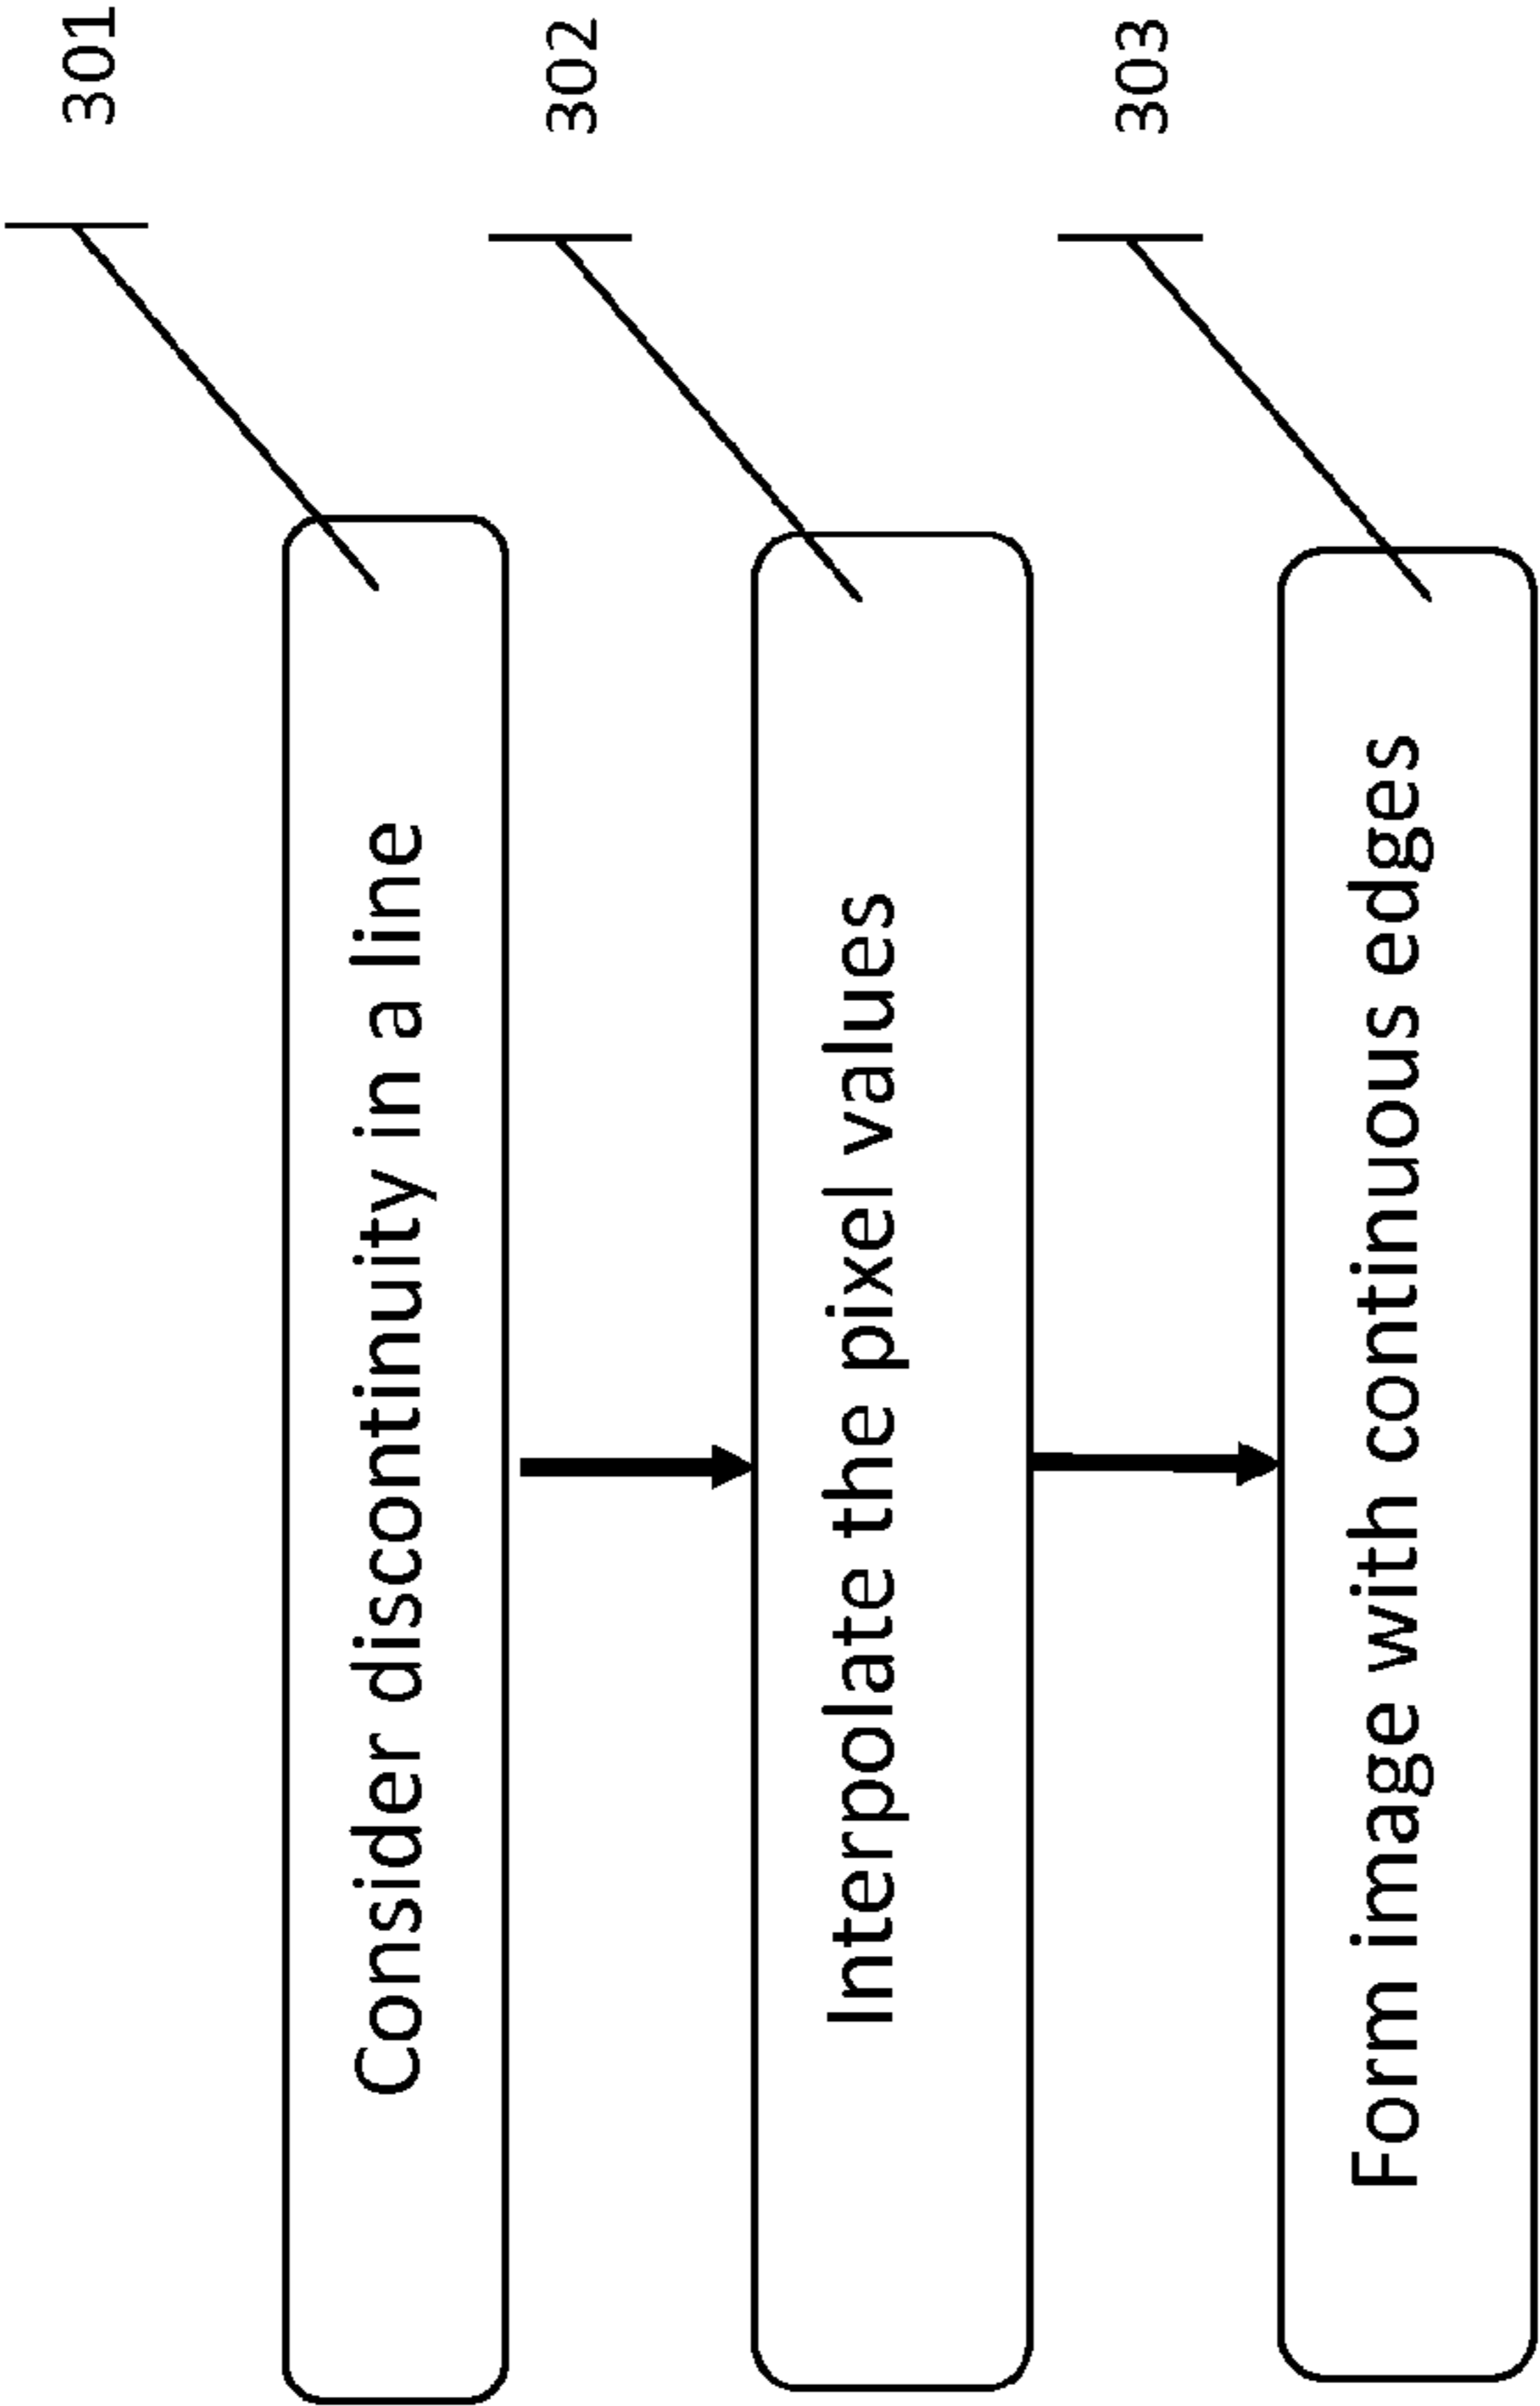 301
Consider discontinuity in a line
302
Interpolate the pixel values
303
Form image with continuous edges